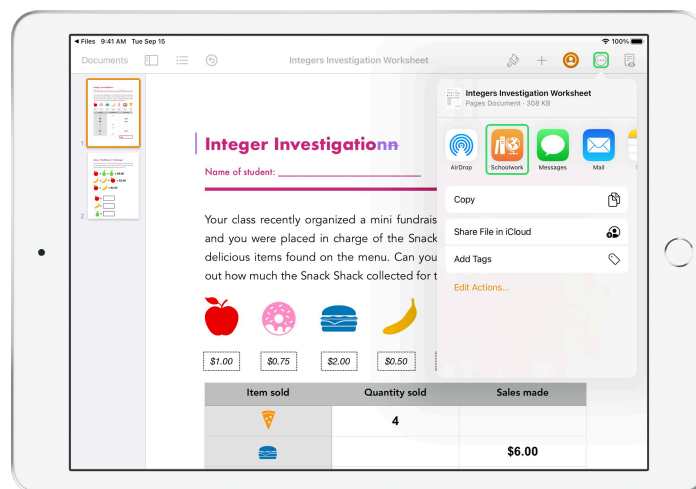 ◀ Files 9:41 AM Tue Sep 15 100%
Documents Integers Investigation Worksheet
Integers Investigation Worksheet
Pages Document · 308 KB
AirDrop Schoolwork Messages Mail
Copy
Share File in iCloud
Add Tags
Edit Actions...
1
2
Integer Investigationn
Name of student:
Your class recently organized a mini fundrais
and you were placed in charge of the Snack
delicious items found on the menu. Can you
out how much the Snack Shack collected for t
$1.00 $0.75 $2.00 $0.50
Item sold Quantity sold Sales made
4
$6.00